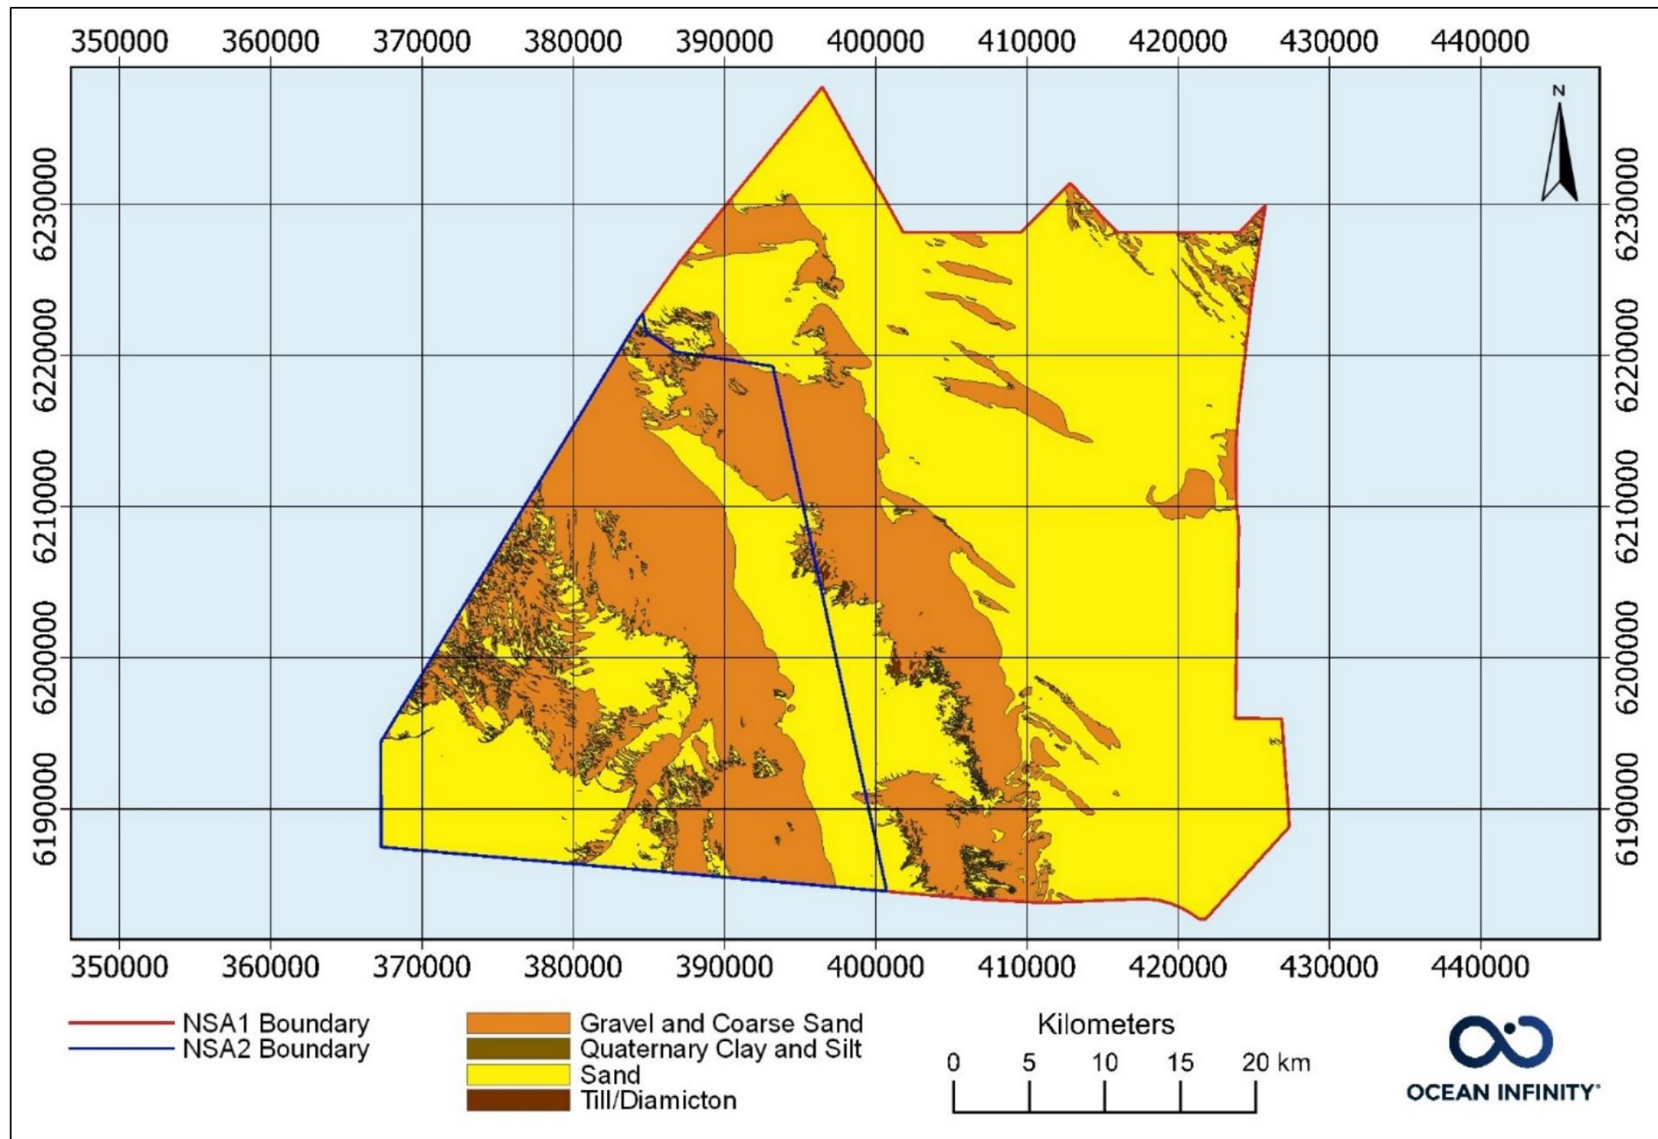 350000 360000 370000 380000 390000 400000 410000 420000 430000 440000
N
6230000 6230000
6220000 6220000
6210000 6210000
6200000 6200000
6190000 6190000
350000 360000 370000 380000 390000 400000 410000 420000 430000 440000
NSA1 Boundary
NSA2 Boundary
Gravel and Coarse Sand
Quaternary Clay and Silt
Sand
Till/Diamicton
Kilometers
0 5 10 15 20 km
OCEAN INFINITY®